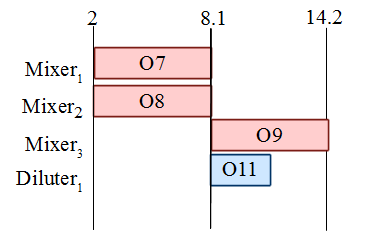 2 8.1 14.2
Mixer1 O7
Mixer2 O8
Mixer3 O9
Diluter1 O11